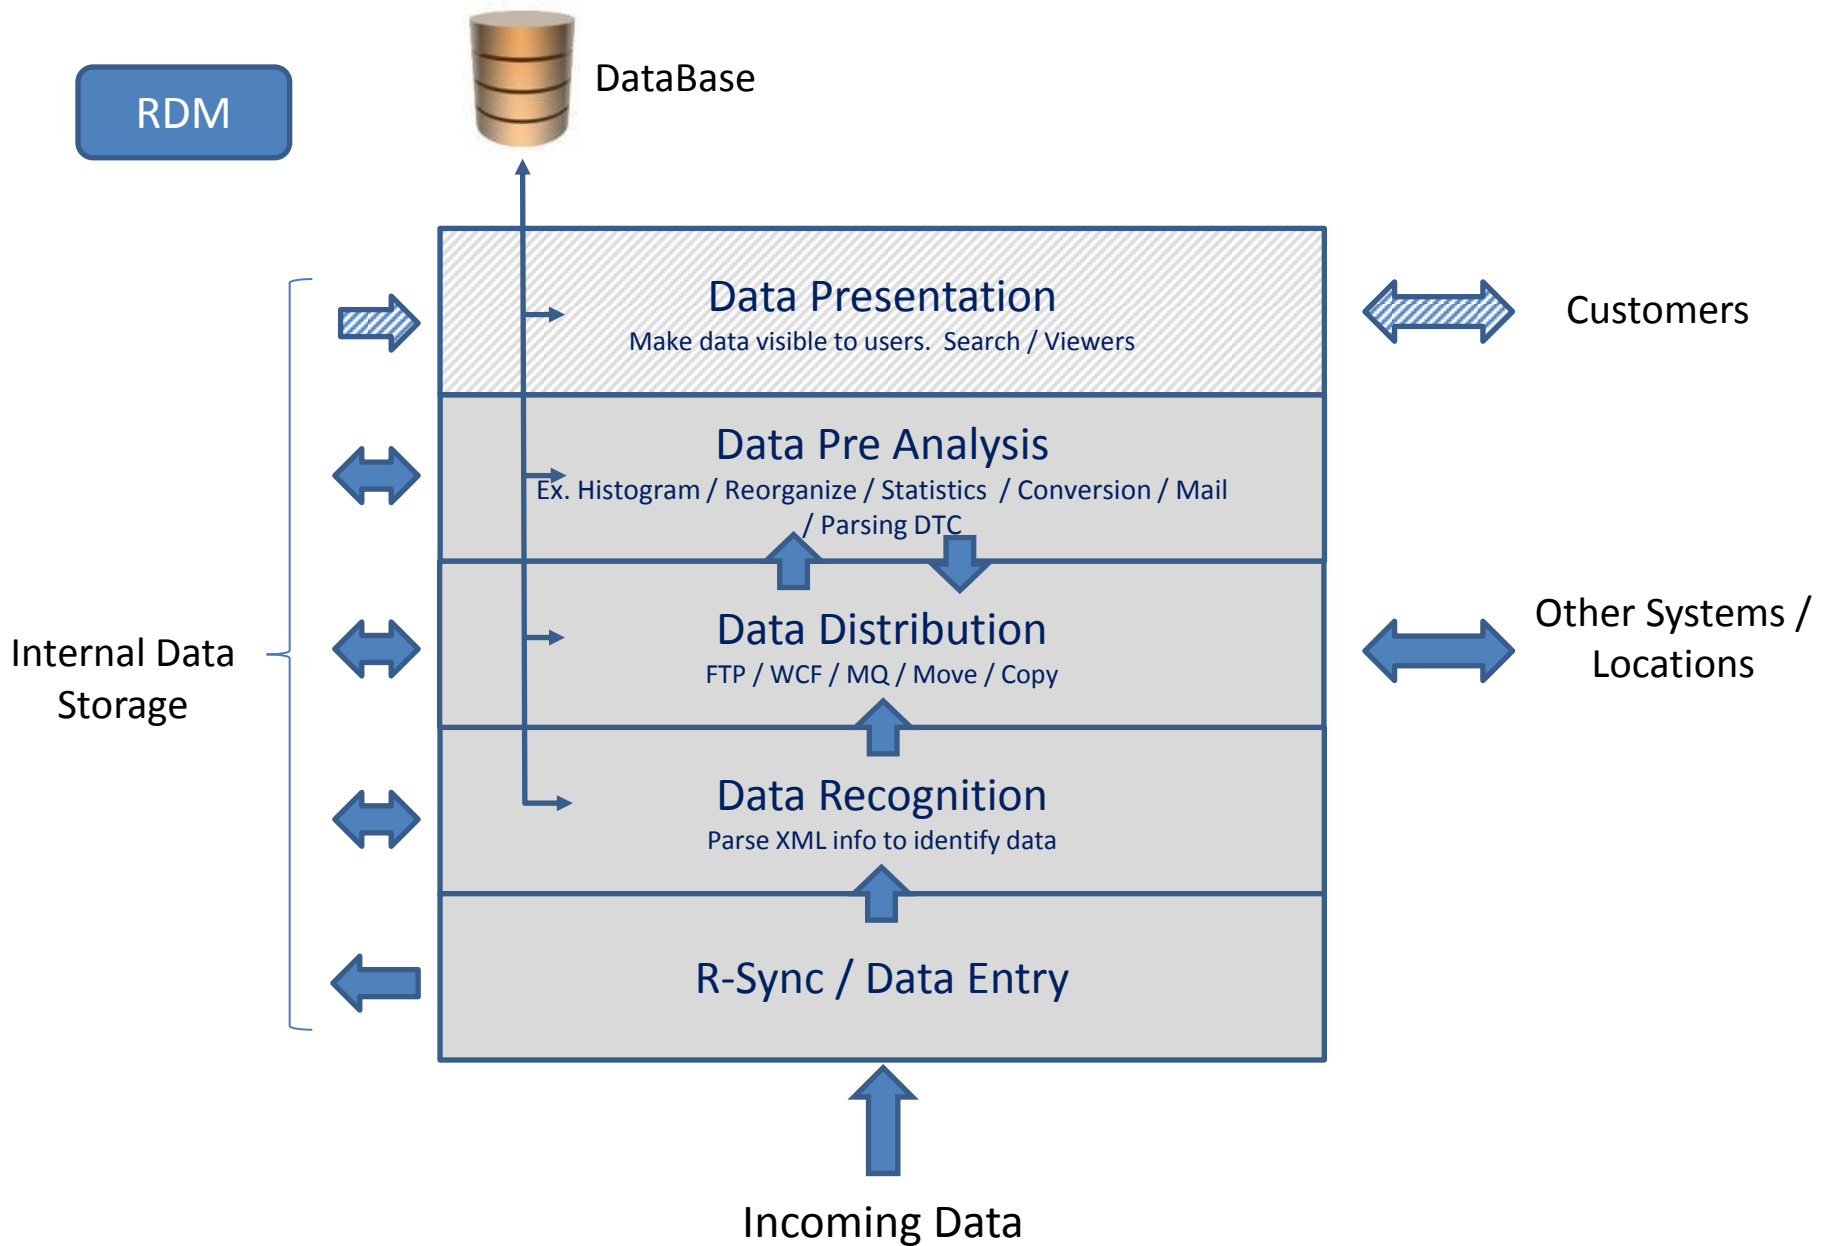 RDM
DataBase
Data Presentation
Make data visible to users.  Search / Viewers
Customers
Data Pre Analysis
Ex. Histogram / Reorganize / Statistics  / Conversion / Mail
/ Parsing DTC
Data Distribution
FTP / WCF / MQ / Move / Copy
Other Systems /
Locations
Internal Data
Storage
Data Recognition
Parse XML info to identify data
R-Sync / Data Entry
Incoming Data